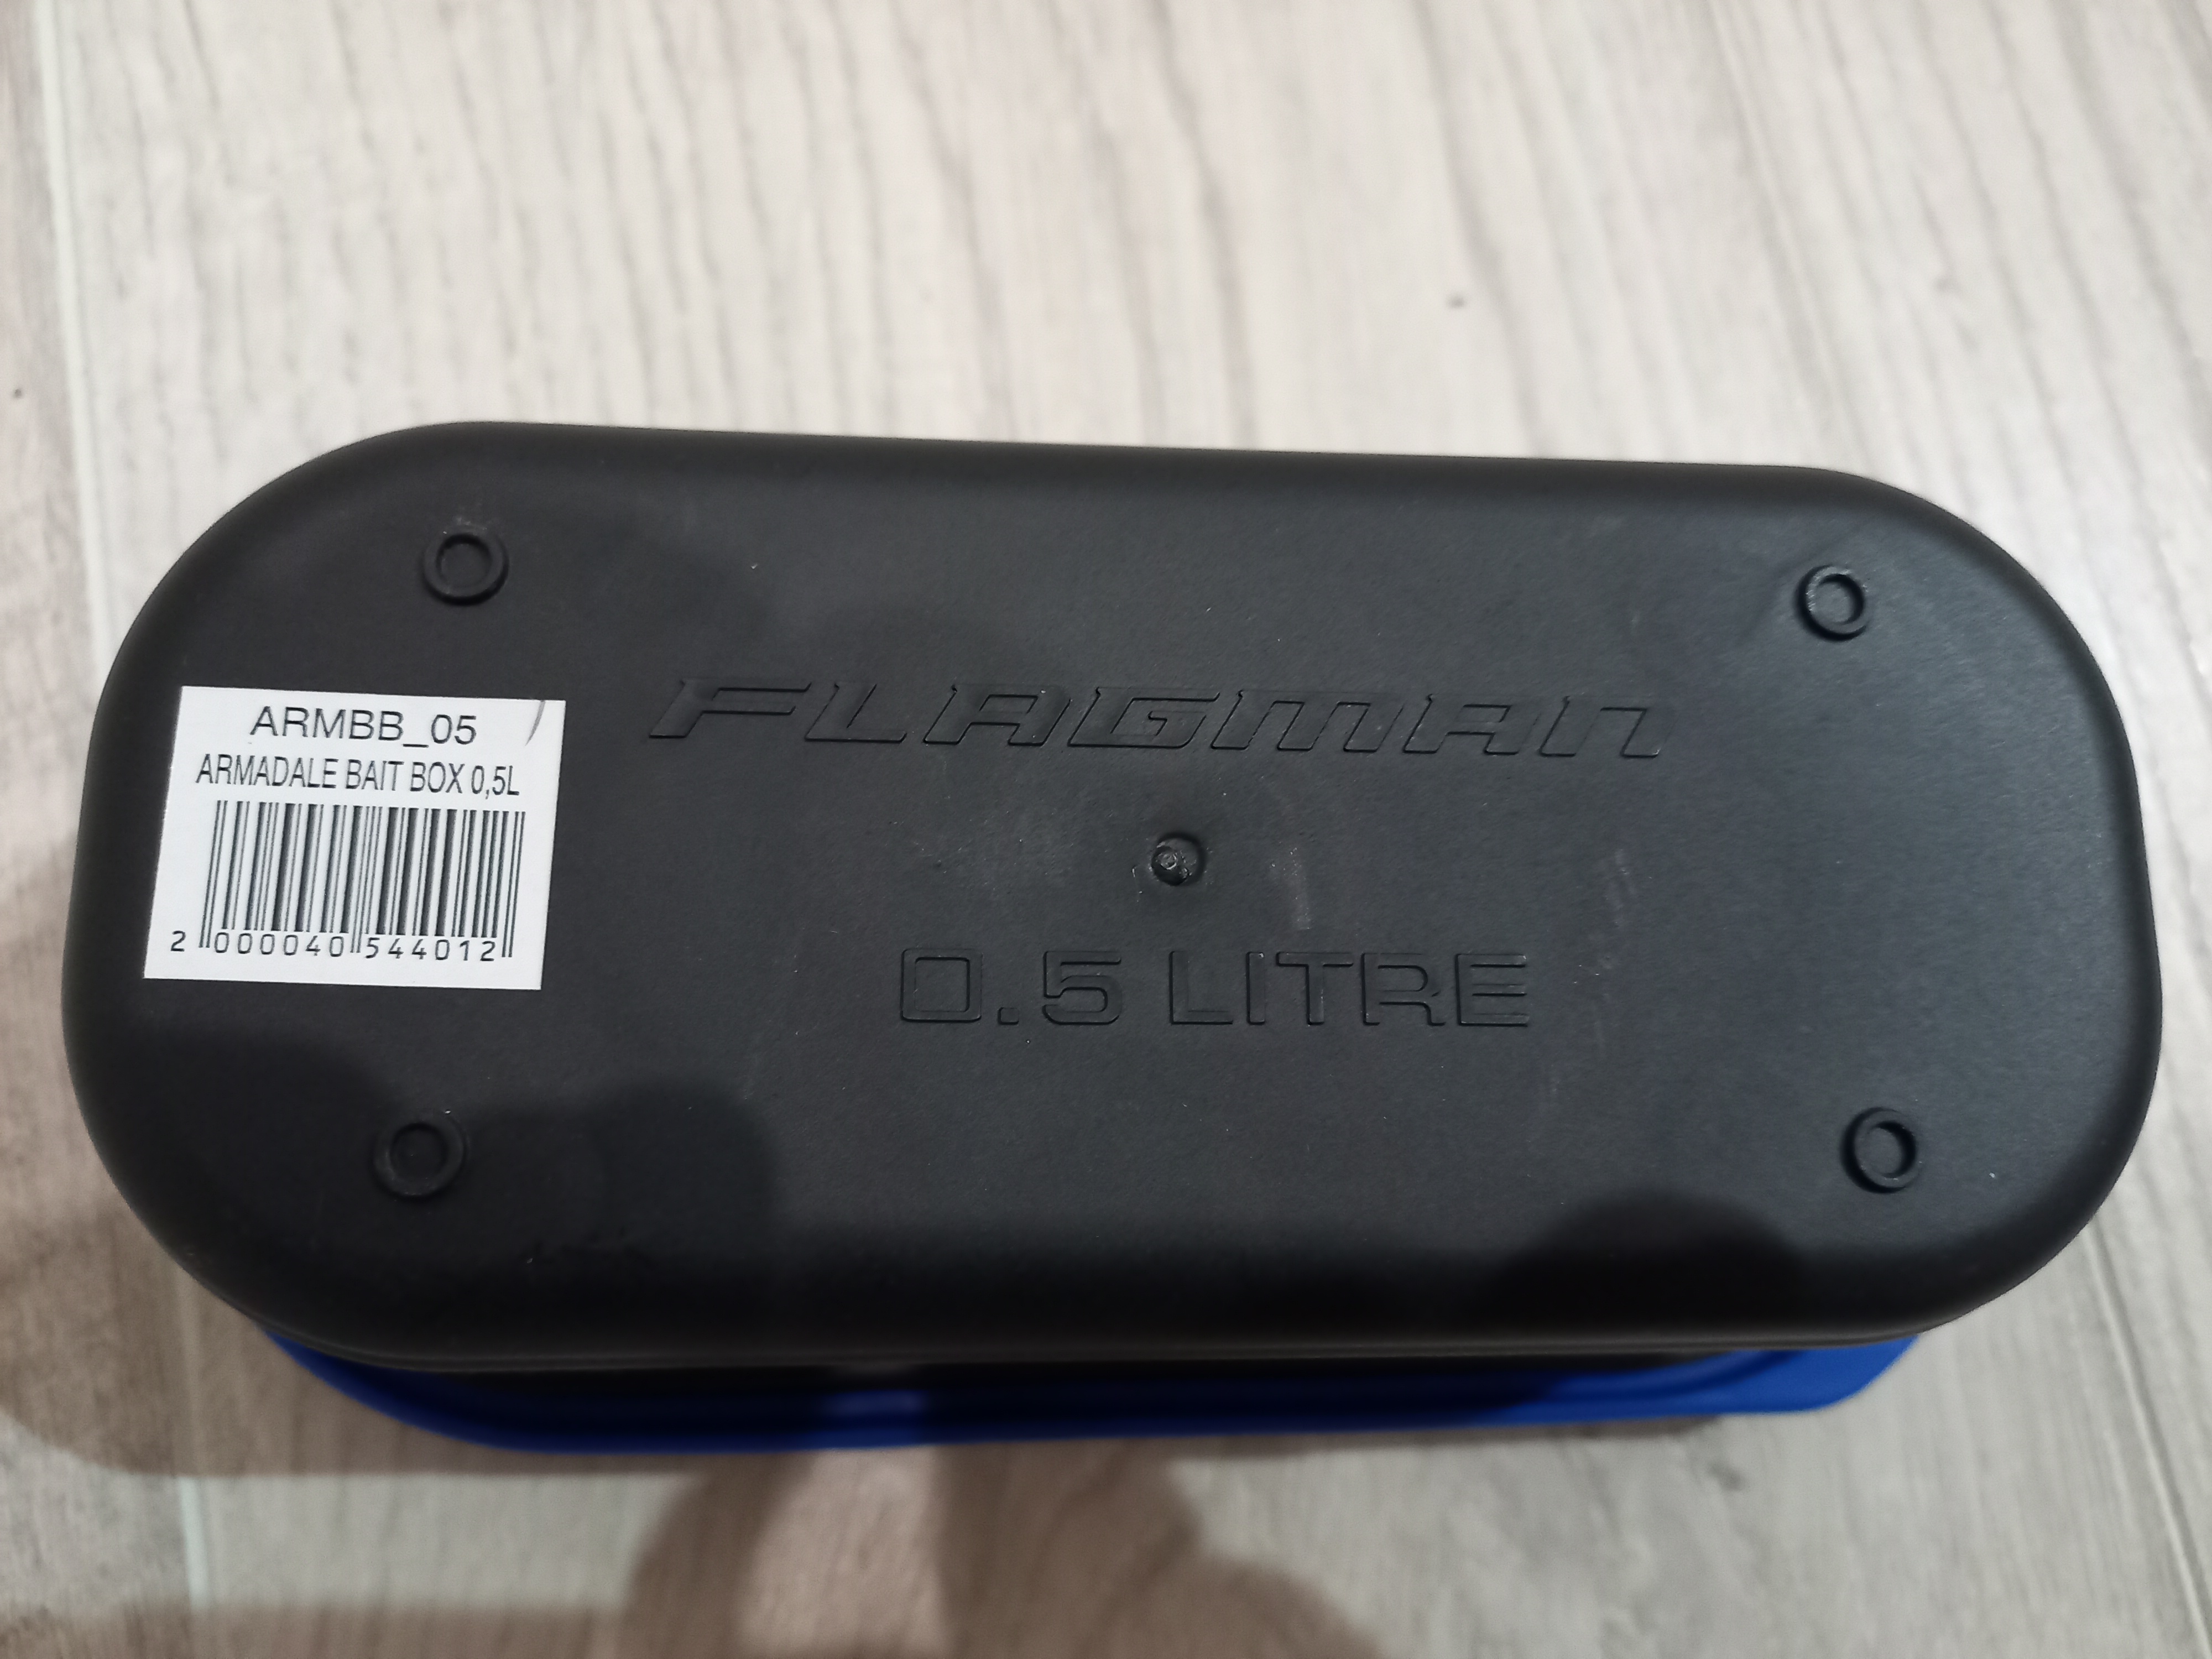 ARMBB_05
ARMADALE BAIT BOX 0,5L
2 000040 544012
FLAGMAN
0.5 LITRE